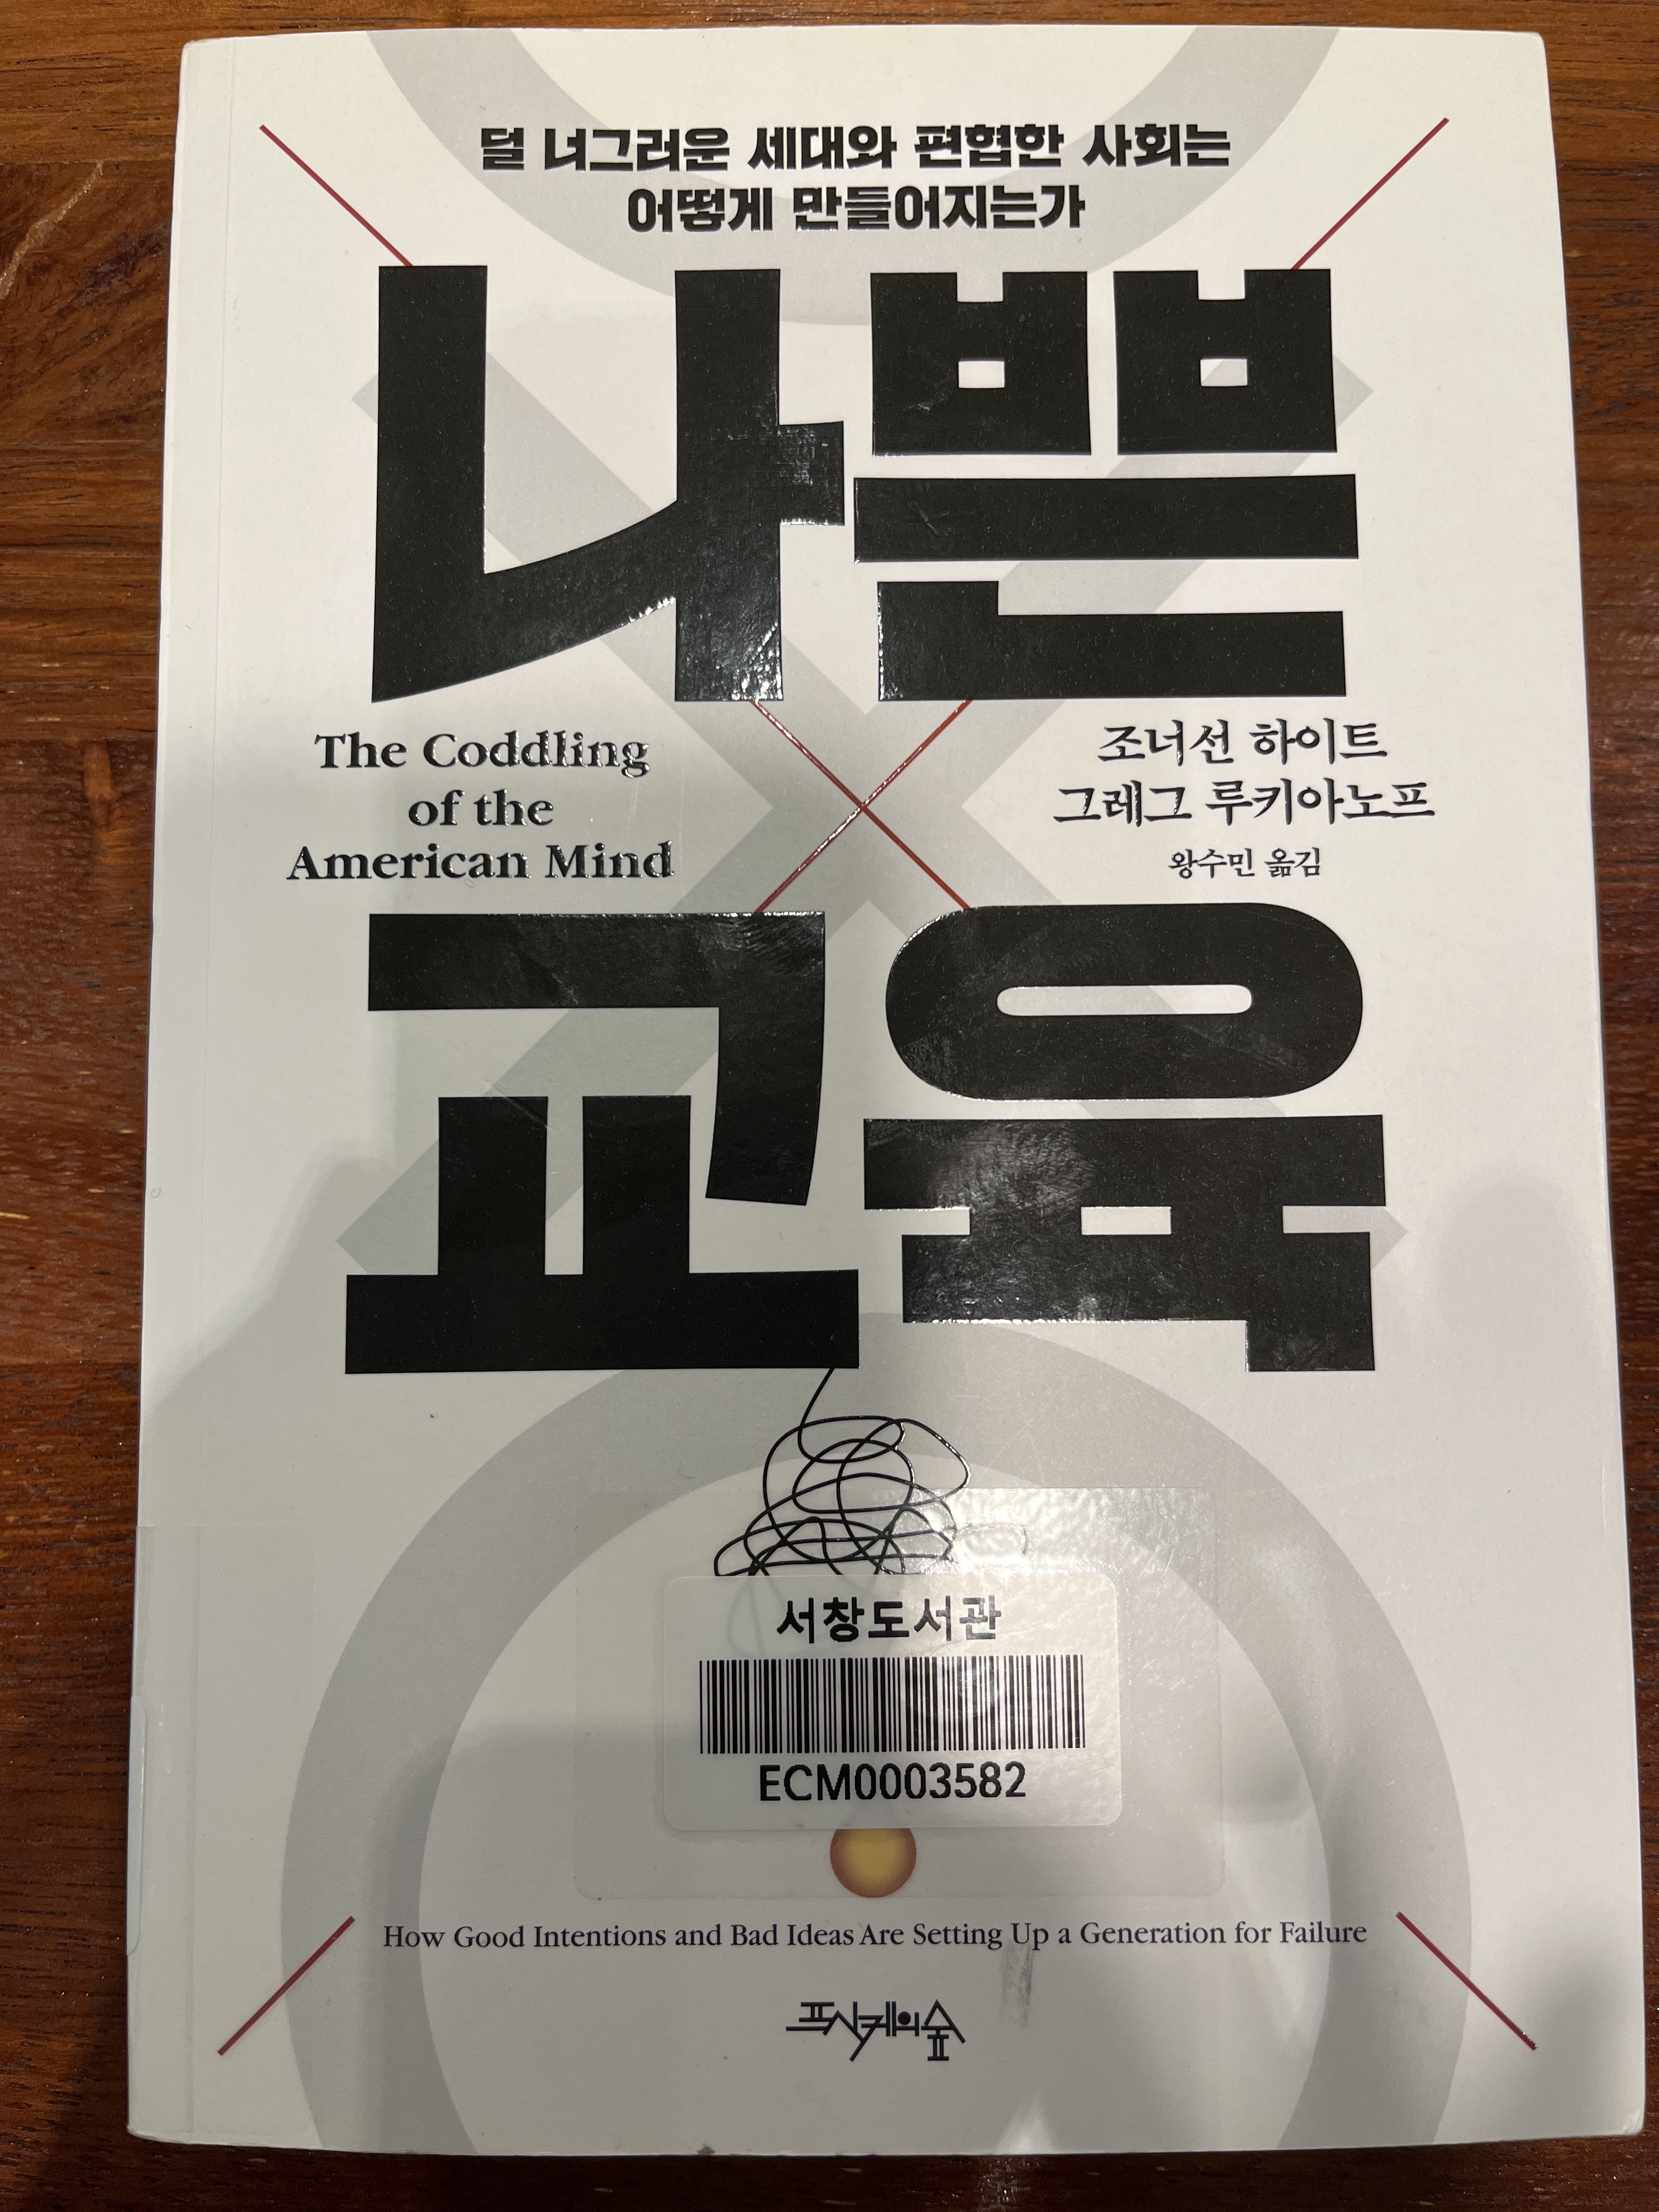 덜 너그러운 세대와 편협한 사회는
어떻게 만들어지는가
나쁜
The Coddling
of the
American Mind
조너선 하이트
그레그 루키아노프
왕수민 옮김
교육
서창도서관
ECM0003582
How Good Intentions and Bad Ideas Are Setting Up a Generation for Failure
프시케의숲